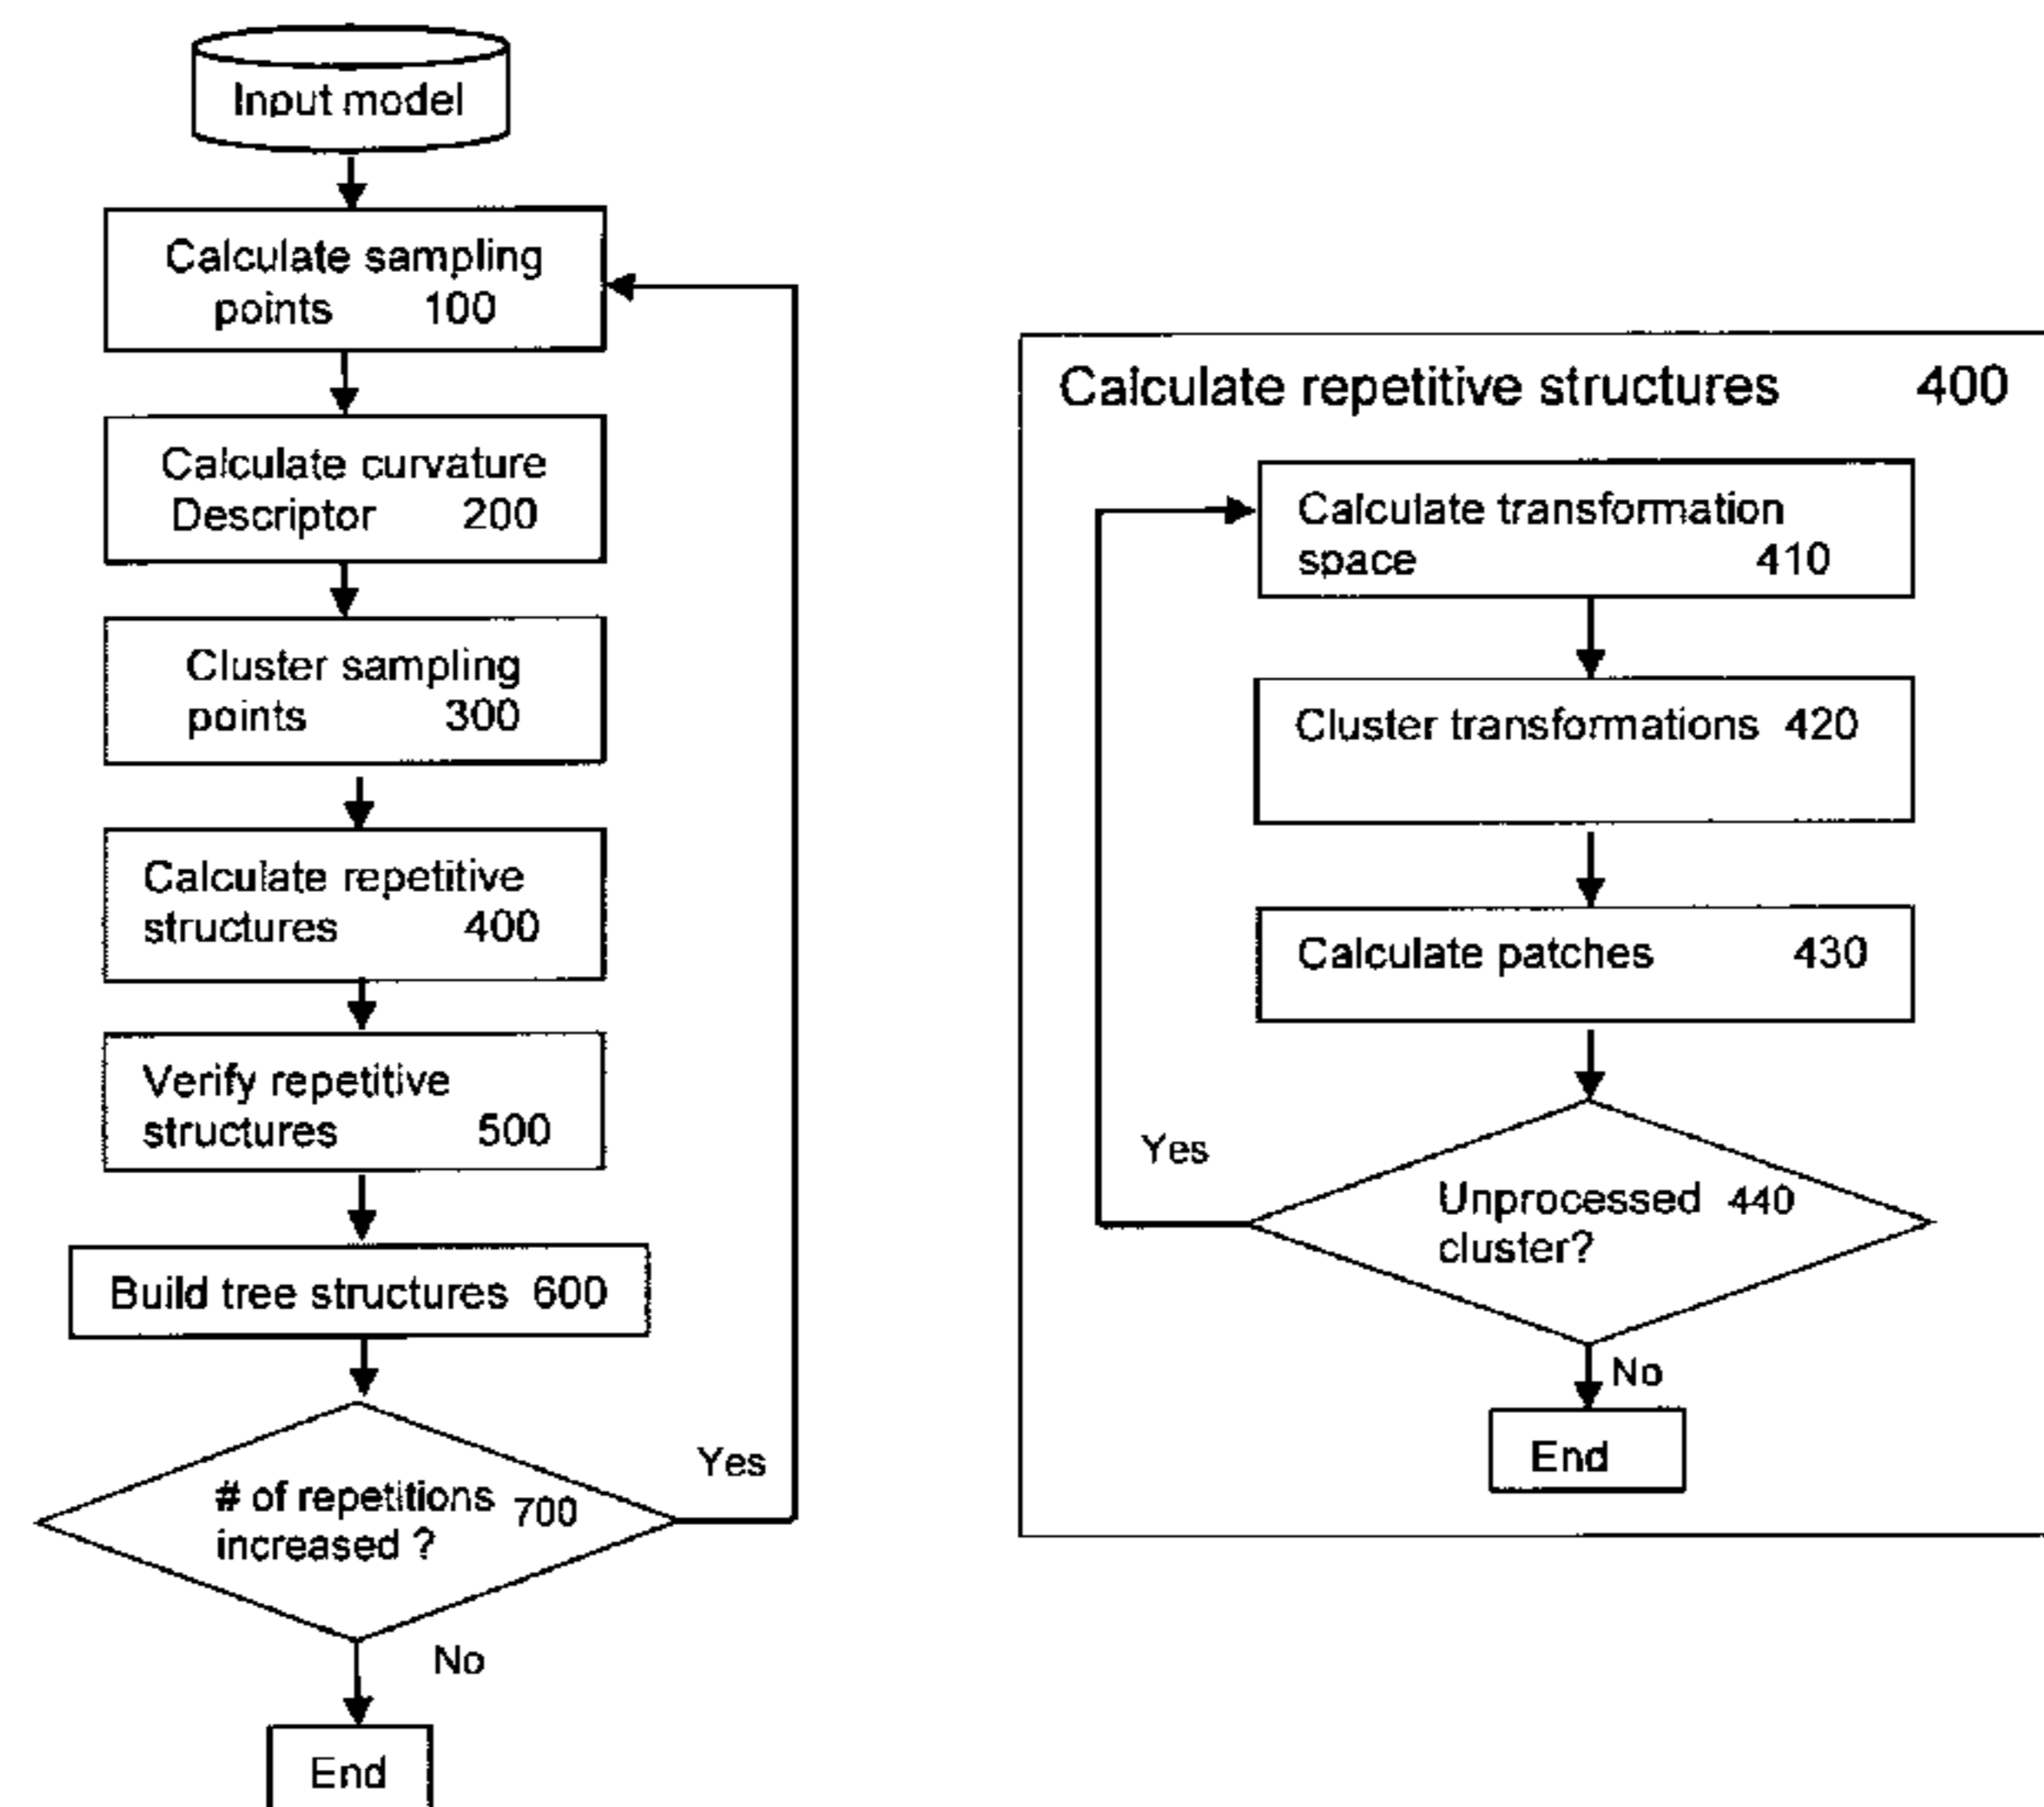 Input model
Calculate sampling
points 100
Calculate curvature
Descriptor 200
Cluster sampling
points 300
Calculate repetitive
structures 400
Verify repetitive
structures 500
Build tree structures 600
# of repetitions 700
increased ?
Yes
No
End
Calculate repetitive structures 400
Calculate transformation
space 410
Cluster transformations 420
Calculate patches 430
Yes
Unprocessed 440
cluster?
No
End